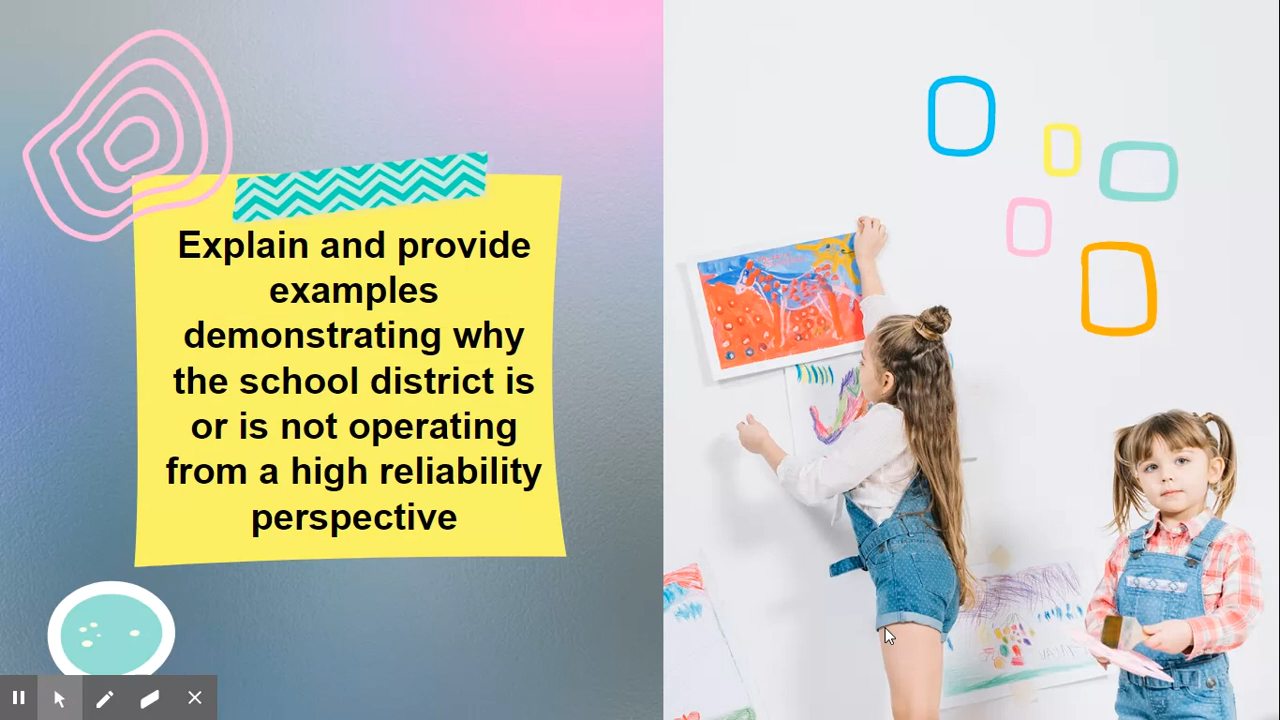 Explain and provide
examples
demonstrating why
the school district is
or is not operating
from a high reliability
perspective